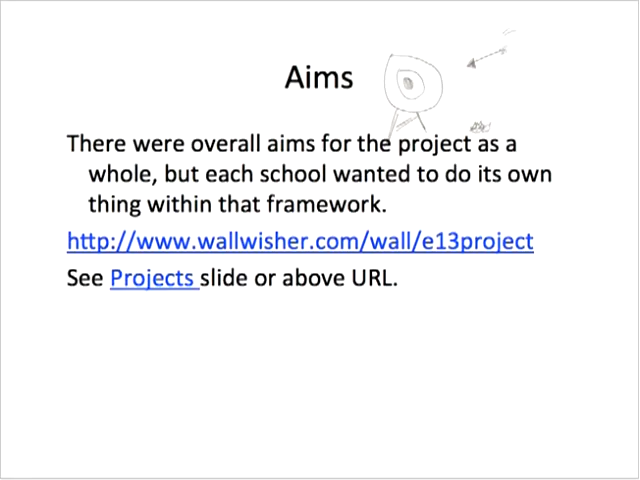 Aims
There were overall aims for the project as a
whole, but each school wanted to do its own
thing within that framework.
http://www.wallwisher.com/wall/e13project
See Projects slide or above URL.